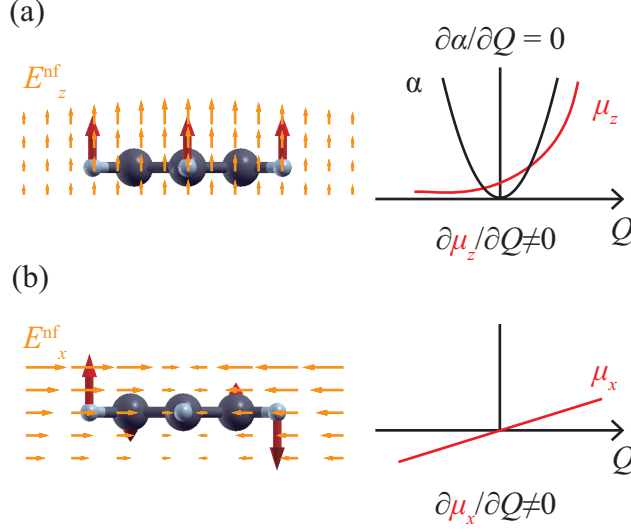 (a)
E^nf_z
∂α/∂Q = 0
α
μ_z
∂μ_z/∂Q≠0
Q
(b)
E^nf_x
μ_x
Q
∂μ_x/∂Q≠0